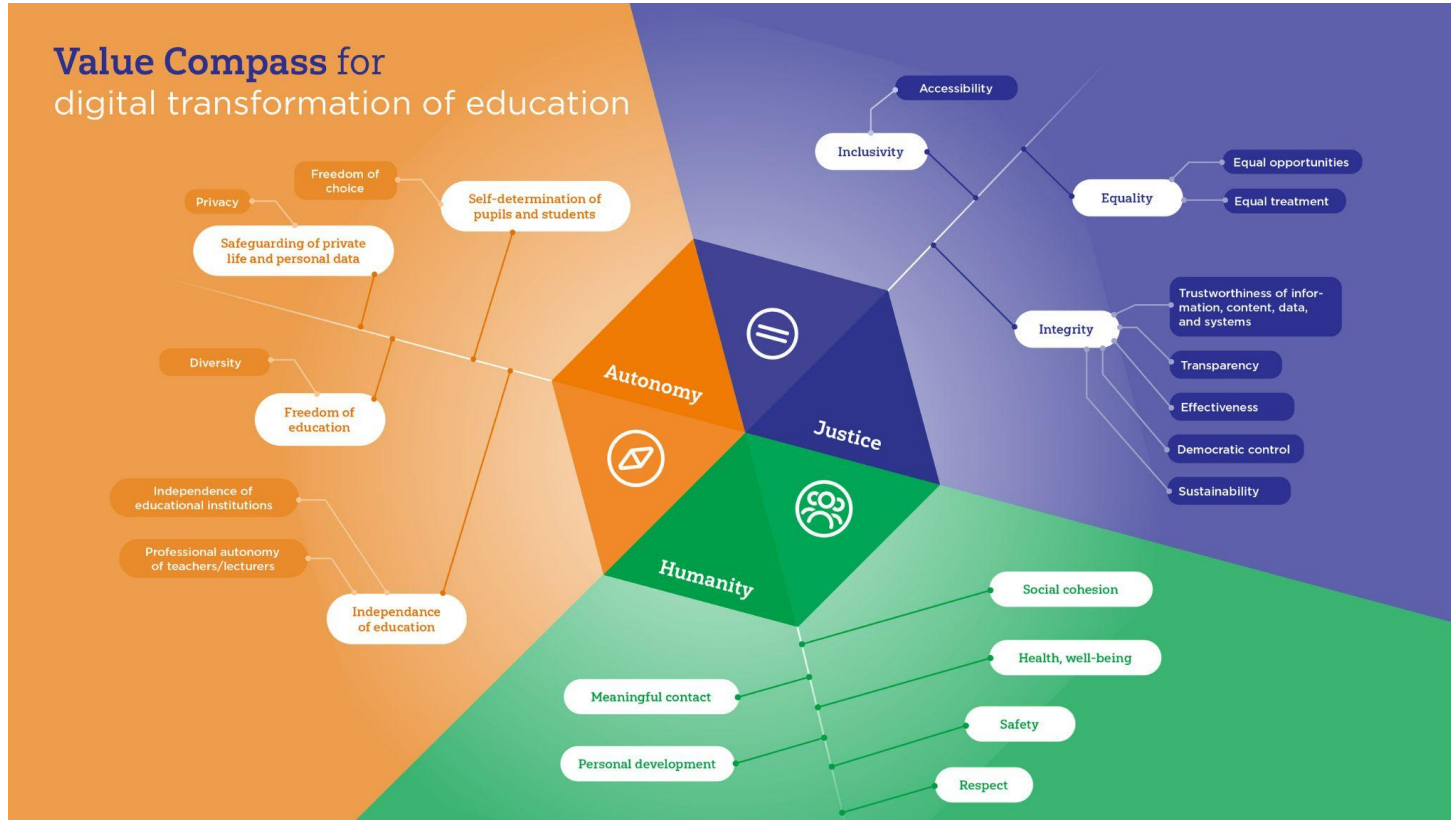 Value Compass for
digital transformation of education
Freedom of
choice
Privacy
Self-determination of
pupils and students
Safeguarding of private
life and personal data
Diversity
Freedom of
education
Independence of
educational institutions
Professional autonomy
of teachers/lecturers
Independance
of education
Autonomy
Justice
Humanity
Accessibility
Inclusivity
Equality
Equal opportunities
Equal treatment
Integrity
Trustworthiness of infor-
mation, content, data,
and systems
Transparency
Effectiveness
Democratic control
Sustainability
Social cohesion
Health, well-being
Meaningful contact
Safety
Personal development
Respect